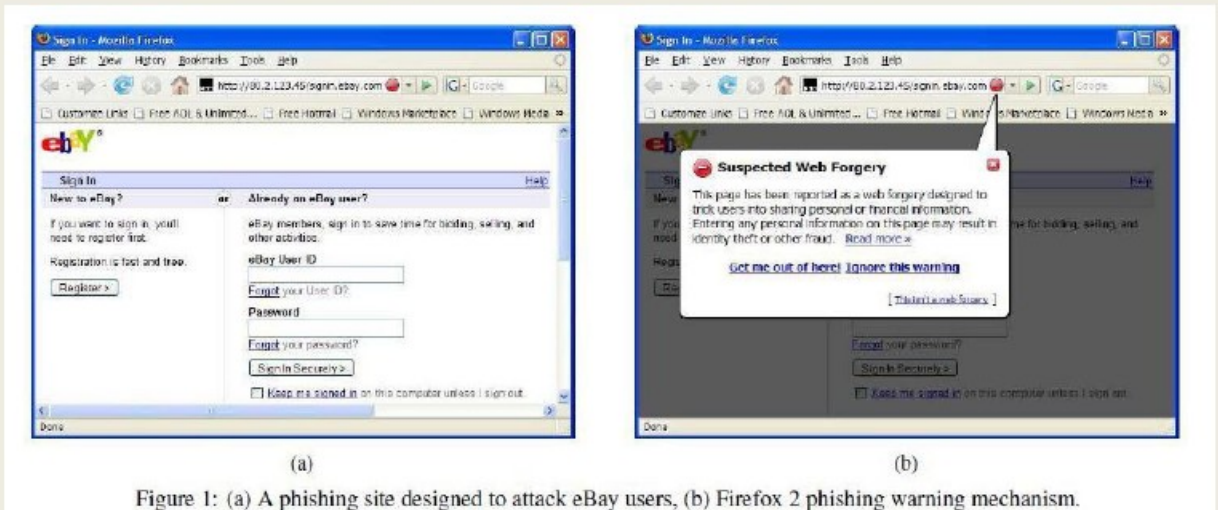 Sign In - Mozilla Firefox
File Edit View History Bookmarks Tools Help
http://80.2.123.45/signin.ebay.com G - Google
Customize Links Free AOL & Unlimited... Free Hotmail Windows Marketplace Windows Media
ebY
Sign In Help
New to eBay? or Already an eBay user?
If you want to sign in, you'll
need to register first.
Registration is fast and free.
Register >
eBay members, sign in to save time for bidding, selling, and
other activities.
eBay User ID
Forgot your User ID?
Password
Forgot your password?
Sign In Securely >
Keep me signed in on this computer unless I sign out.
Done
(a)
Sign In - Mozilla Firefox
File Edit View History Bookmarks Tools Help
http://80.2.123.45/signin.ebay.com G - Google
Customize Links Free AOL & Unlimited... Free Hotmail Windows Marketplace Windows Media
Help
Suspected Web Forgery
This page has been reported as a web forgery designed to
trick users into sharing personal or financial information.
Entering any personal information on this page may result in
identity theft or other fraud. Read more »
Get me out of here! Ignore this warning
[ This isn't a web forgery ]
me for bidding, selling, and
Forgot your password?
Sign In Securely >
Keep me signed in on this computer unless I sign out.
Done
(b)
Figure 1: (a) A phishing site designed to attack eBay users, (b) Firefox 2 phishing warning mechanism.